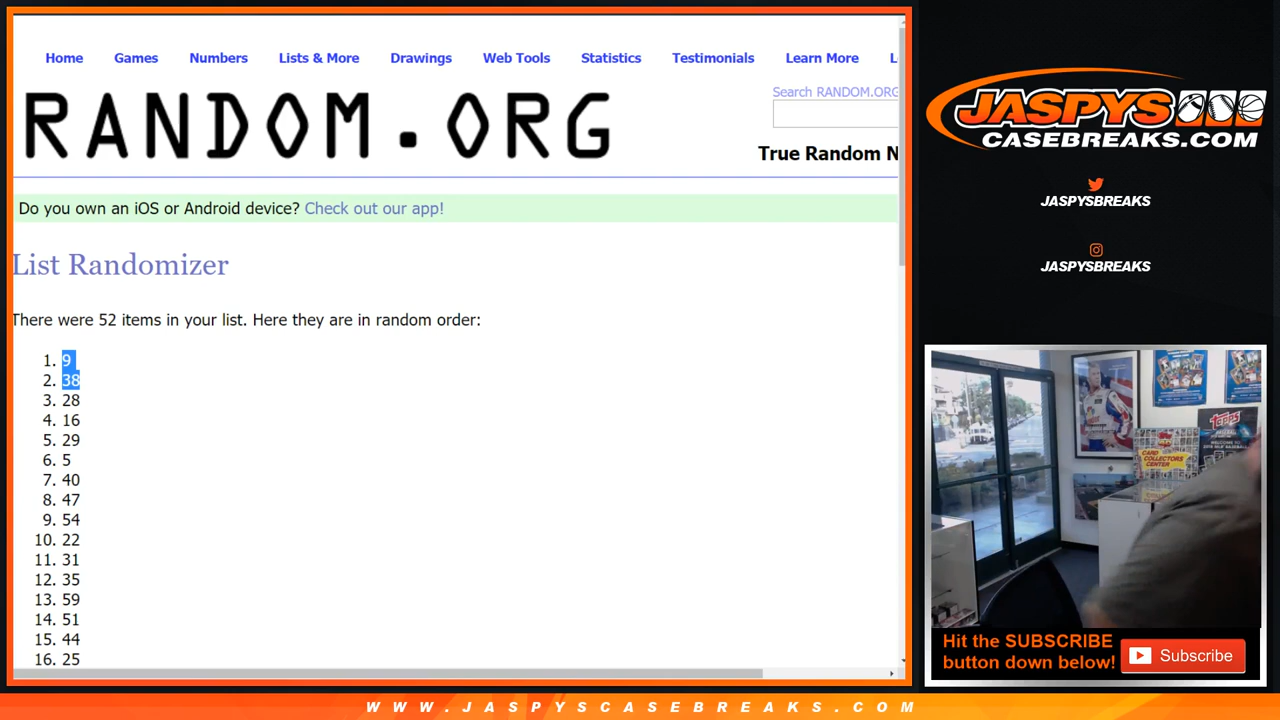 Home Games Numbers Lists & More Drawings Web Tools Statistics Testimonials Learn More L
Search RANDOM.ORG
RANDOM.ORG
True Random N
Do you own an iOS or Android device? Check out our app!
List Randomizer
There were 52 items in your list. Here they are in random order:
1. 9
2. 38
3. 28
4. 16
5. 29
6. 5
7. 40
8. 47
9. 54
10. 22
11. 31
12. 35
13. 59
14. 51
15. 44
16. 25
JASPYS
CASEBREAKS.COM
JASPYSBREAKS
JASPYSBREAKS
Topps
CARD
COLLECTORS
CENTER
Hit the SUBSCRIBE
button down below!
Subscribe
WWW.JASPYSCASEBREAKS.COM